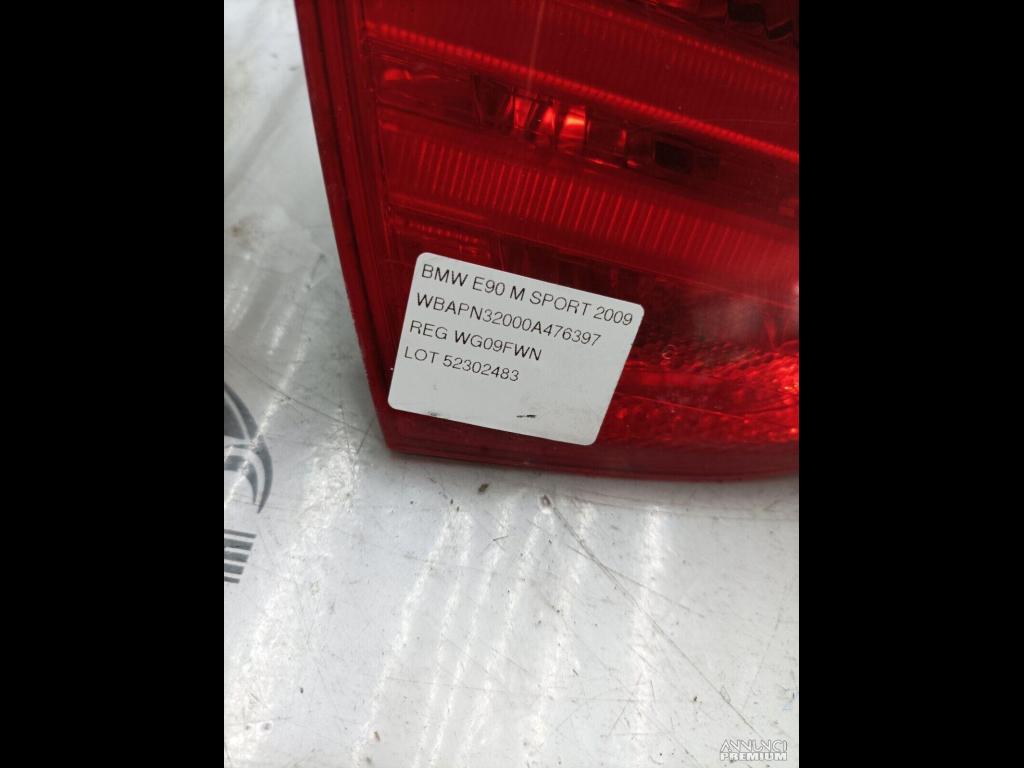 BMW E90 M SPORT 2009
WBAPN32000A476397
REG WG09FWN
LOT 52302483
ANNUNCI
PREMIUM